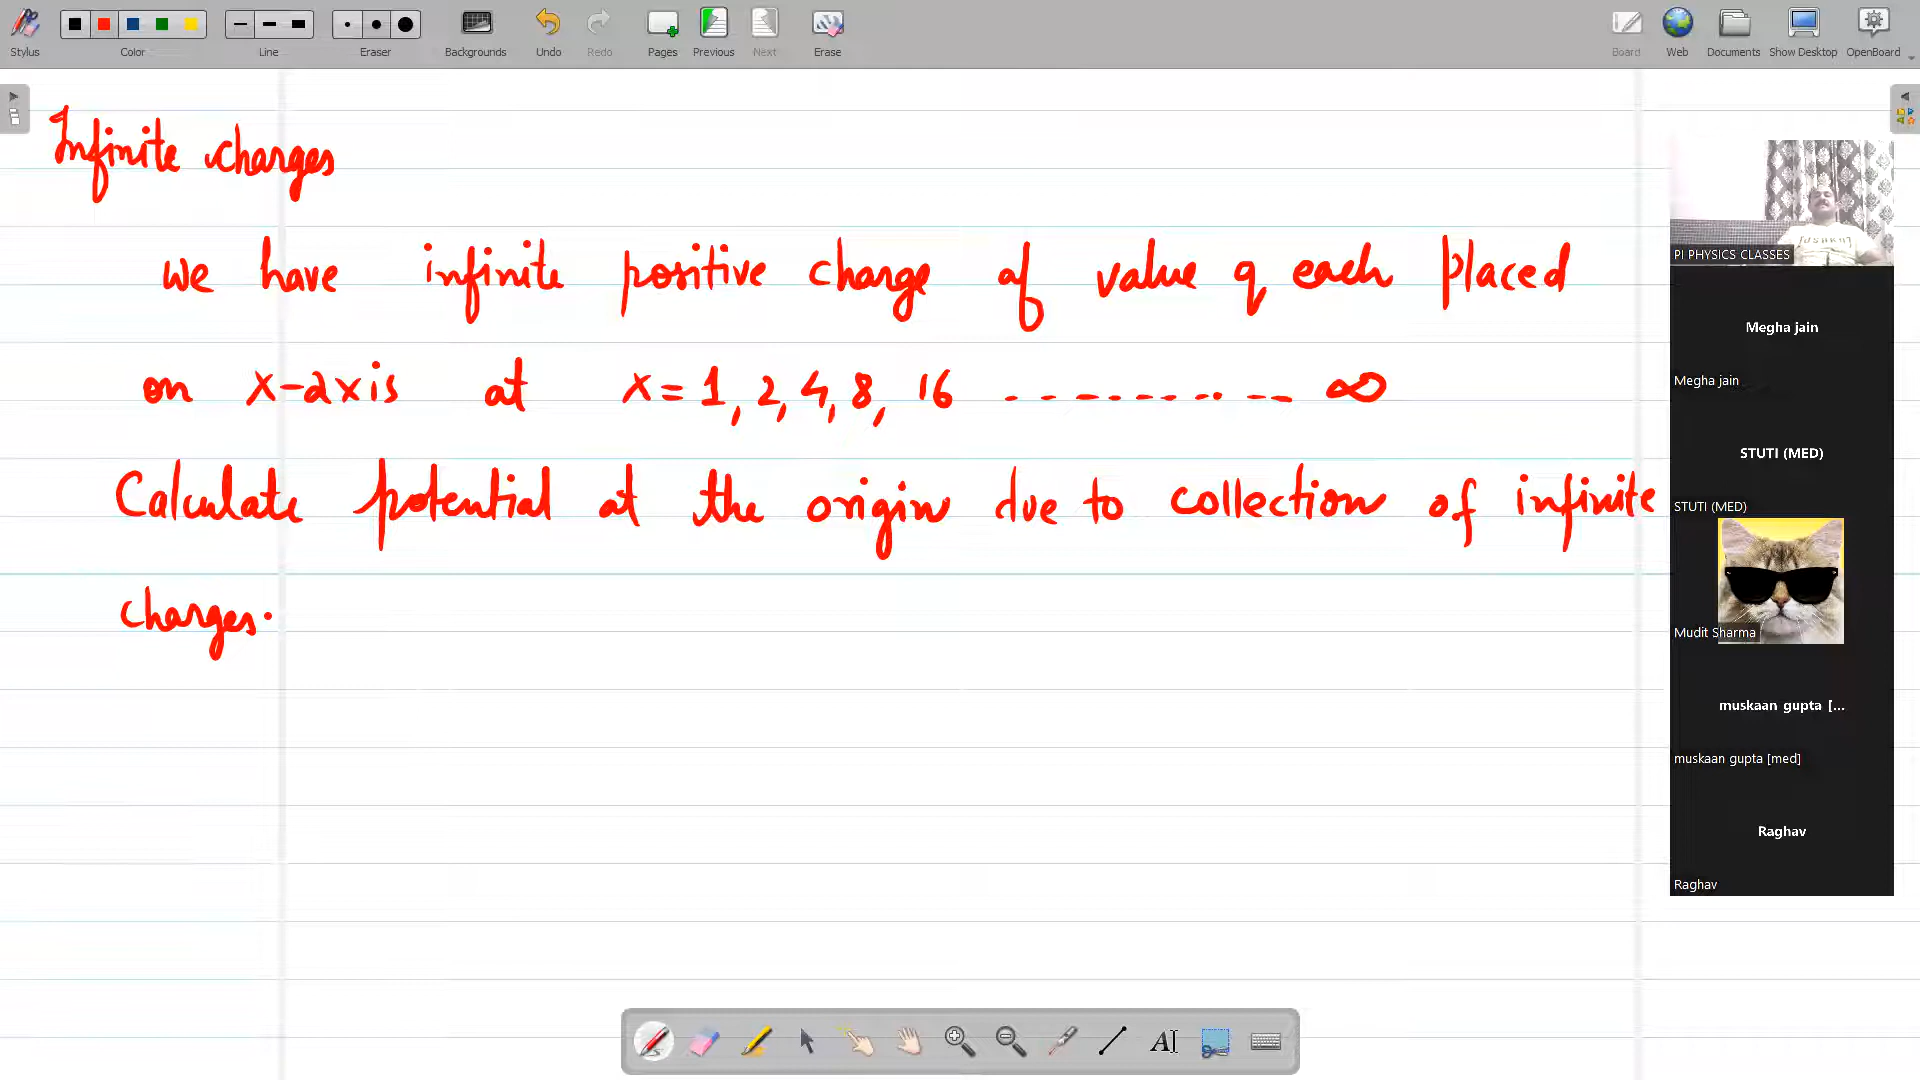 Stylus
Color
Line
Eraser
Backgrounds
Undo
Redo
Pages
Previous
Next
Erase
Board
Web
Documents
Show Desktop
OpenBoard
Infinite charges
we have infinite positive charge of value q each placed
on x-axis at x = 1, 2, 4, 8, 16 ---------- ∞
Calculate potential at the origin due to collection of infinite
charges.
PI PHYSICS CLASSES
Megha jain
Megha jain
STUTI (MED)
STUTI (MED)
Mudit Sharma
muskaan gupta [...
muskaan gupta [med]
Raghav
Raghav